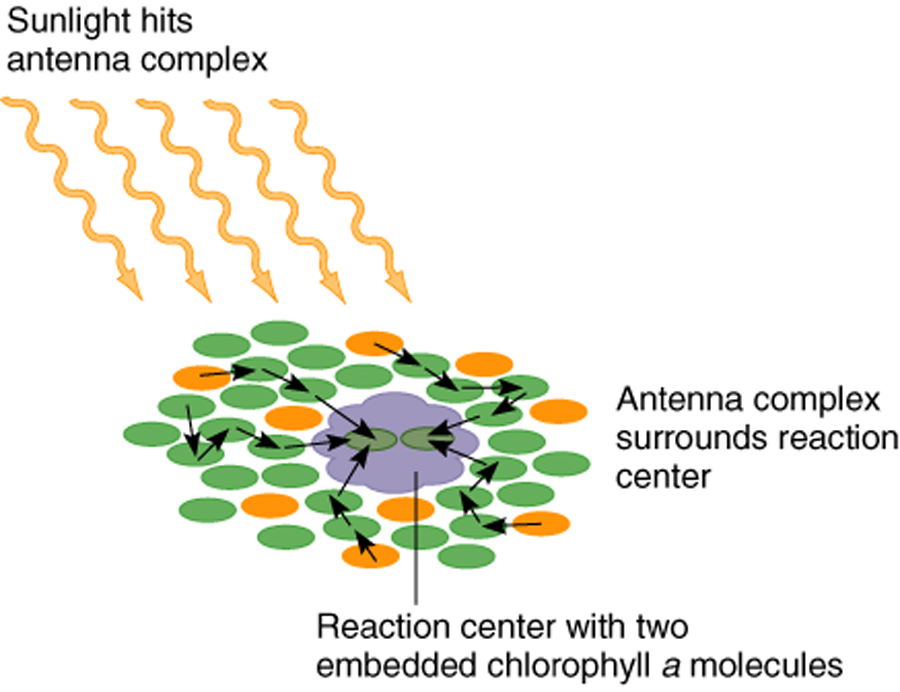 Sunlight hits
antenna complex
Antenna complex
surrounds reaction
center
Reaction center with two
embedded chlorophyll a molecules